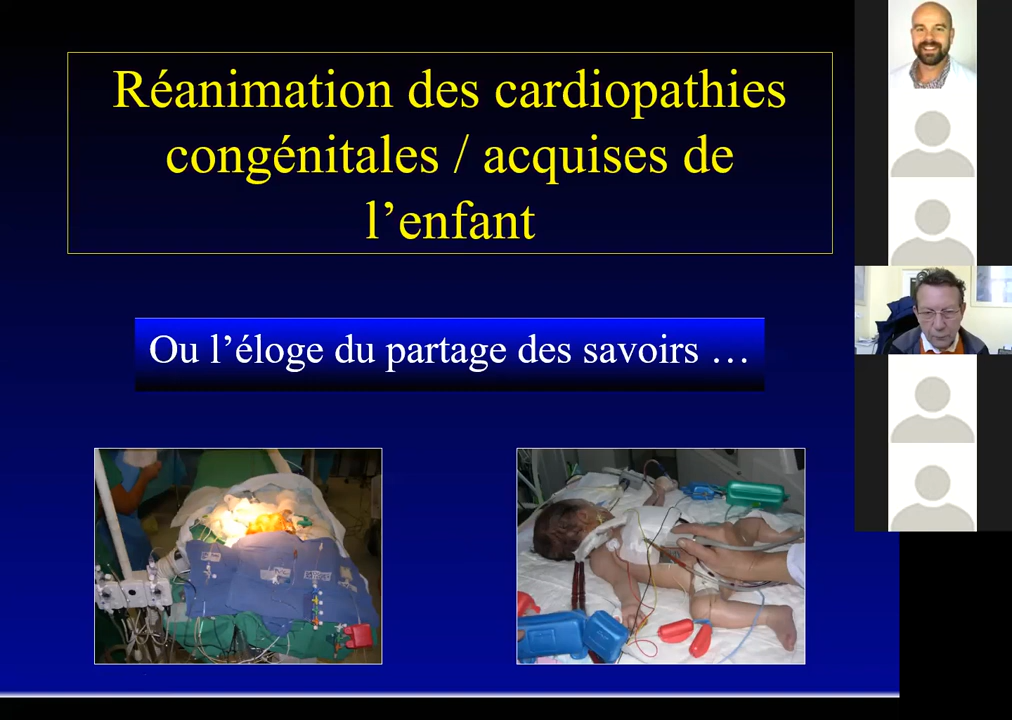 Réanimation des cardiopathies
congénitales / acquises de
l’enfant
Ou l’éloge du partage des savoirs …